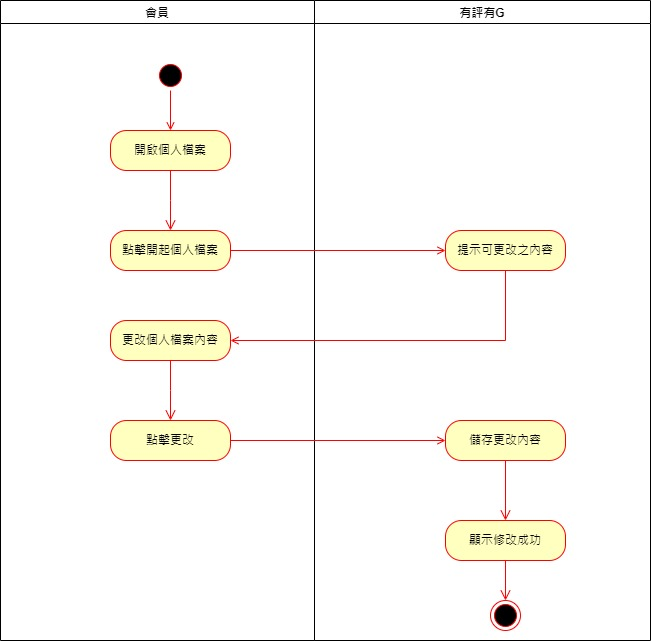 會員
有評有G
開啟個人檔案
點擊開起個人檔案
提示可更改之內容
更改個人檔案內容
點擊更改
儲存更改內容
顯示修改成功